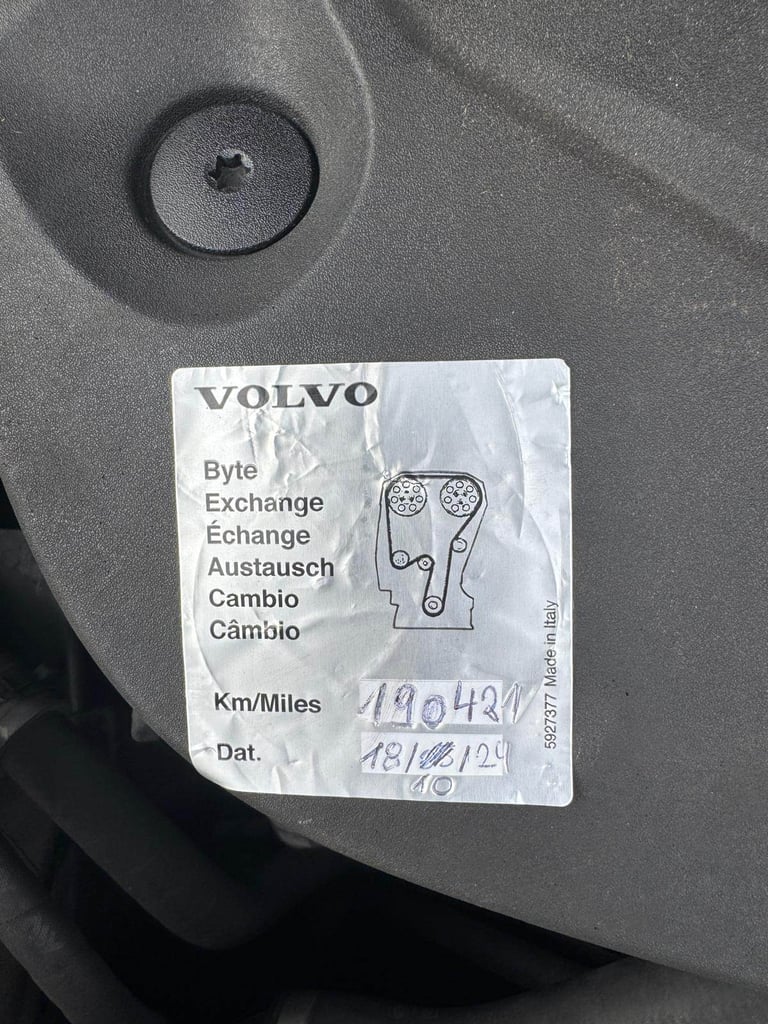 VOLVO
Byte
Exchange
Échange
Austausch
Cambio
Câmbio
Km/Miles 190421
Dat. 18/ /24
10
5927377 Made in Italy